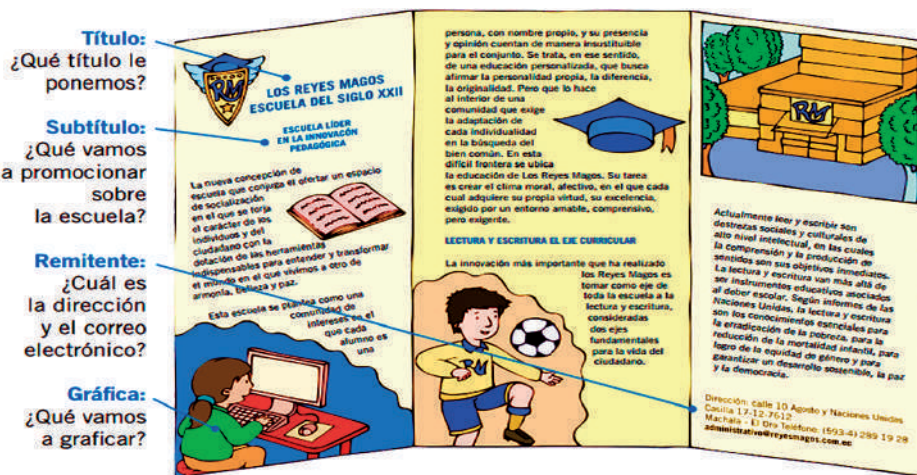 Título:
¿Qué título le
ponemos?
Subtítulo:
¿Qué vamos
a promocionar
sobre
la escuela?
Remitente:
¿Cuál es
la dirección
y el correo
electrónico?
Gráfica:
¿Qué vamos
a graficar?
RM
LOS REYES MAGOS
ESCUELA DEL SIGLO XXII
ESCUELA LÍDER
EN LA INNOVACIÓN
PEDAGÓGICA
La nueva concepción de
escuela que conjuga el ofertar un espacio
de socialización
en el que se forja
el carácter de los
individuos y del
ciudadano con la
dotación de las herramientas
indispensables para entender y transformar
el mundo en el que vivimos a otro de
armonía, belleza y paz.
Esta escuela se plantea como una
comunidad de
intereses en el
que cada
alumno es
una
persona, con nombre propio, y su presencia
y opinión cuentan de manera insustituible
para el conjunto. Se trata, en ese sentido,
de una educación personalizada, que busca
afirmar la personalidad propia, la diferencia,
la originalidad. Pero que lo hace
al interior de una
comunidad que exige
la adaptación de
cada individualidad
en la búsqueda del
bien común. En esta
difícil frontera se ubica
la educación de Los Reyes Magos. Su tarea
es crear el clima moral, afectivo, en el que cada
cual adquiere su propia virtud, su excelencia,
exigido por un entorno amable, comprensivo,
pero exigente.
LECTURA Y ESCRITURA EL EJE CURRICULAR
La innovación más importante que ha realizado
los Reyes Magos es
tomar como eje de
toda la escuela a la
lectura y escritura,
consideradas
dos ejes
fundamentales
para la vida del
ciudadano.
RM
RM
Actualmente leer y escribir son
destrezas sociales y culturales de
alto nivel intelectual, en las cuales
la comprensión y la producción de
sentidos son sus objetivos inmediatos.
La lectura y escritura van más allá de
ser instrumentos educativos asociados
al deber escolar. Según informes de las
Naciones Unidas, la lectura y escritura
son los conocimientos esenciales para
la erradicación de la pobreza, para la
reducción de la mortalidad infantil, para
logro de la equidad de género y para
garantizar un desarrollo sostenible, la paz
y la democracia.
Dirección: calle 10 Agosto y Naciones Unidas
Casilla 17-12-7612
Machala - El Oro Teléfono: (593-4) 289 19 28
administrativo@reyesmagos.com.ec